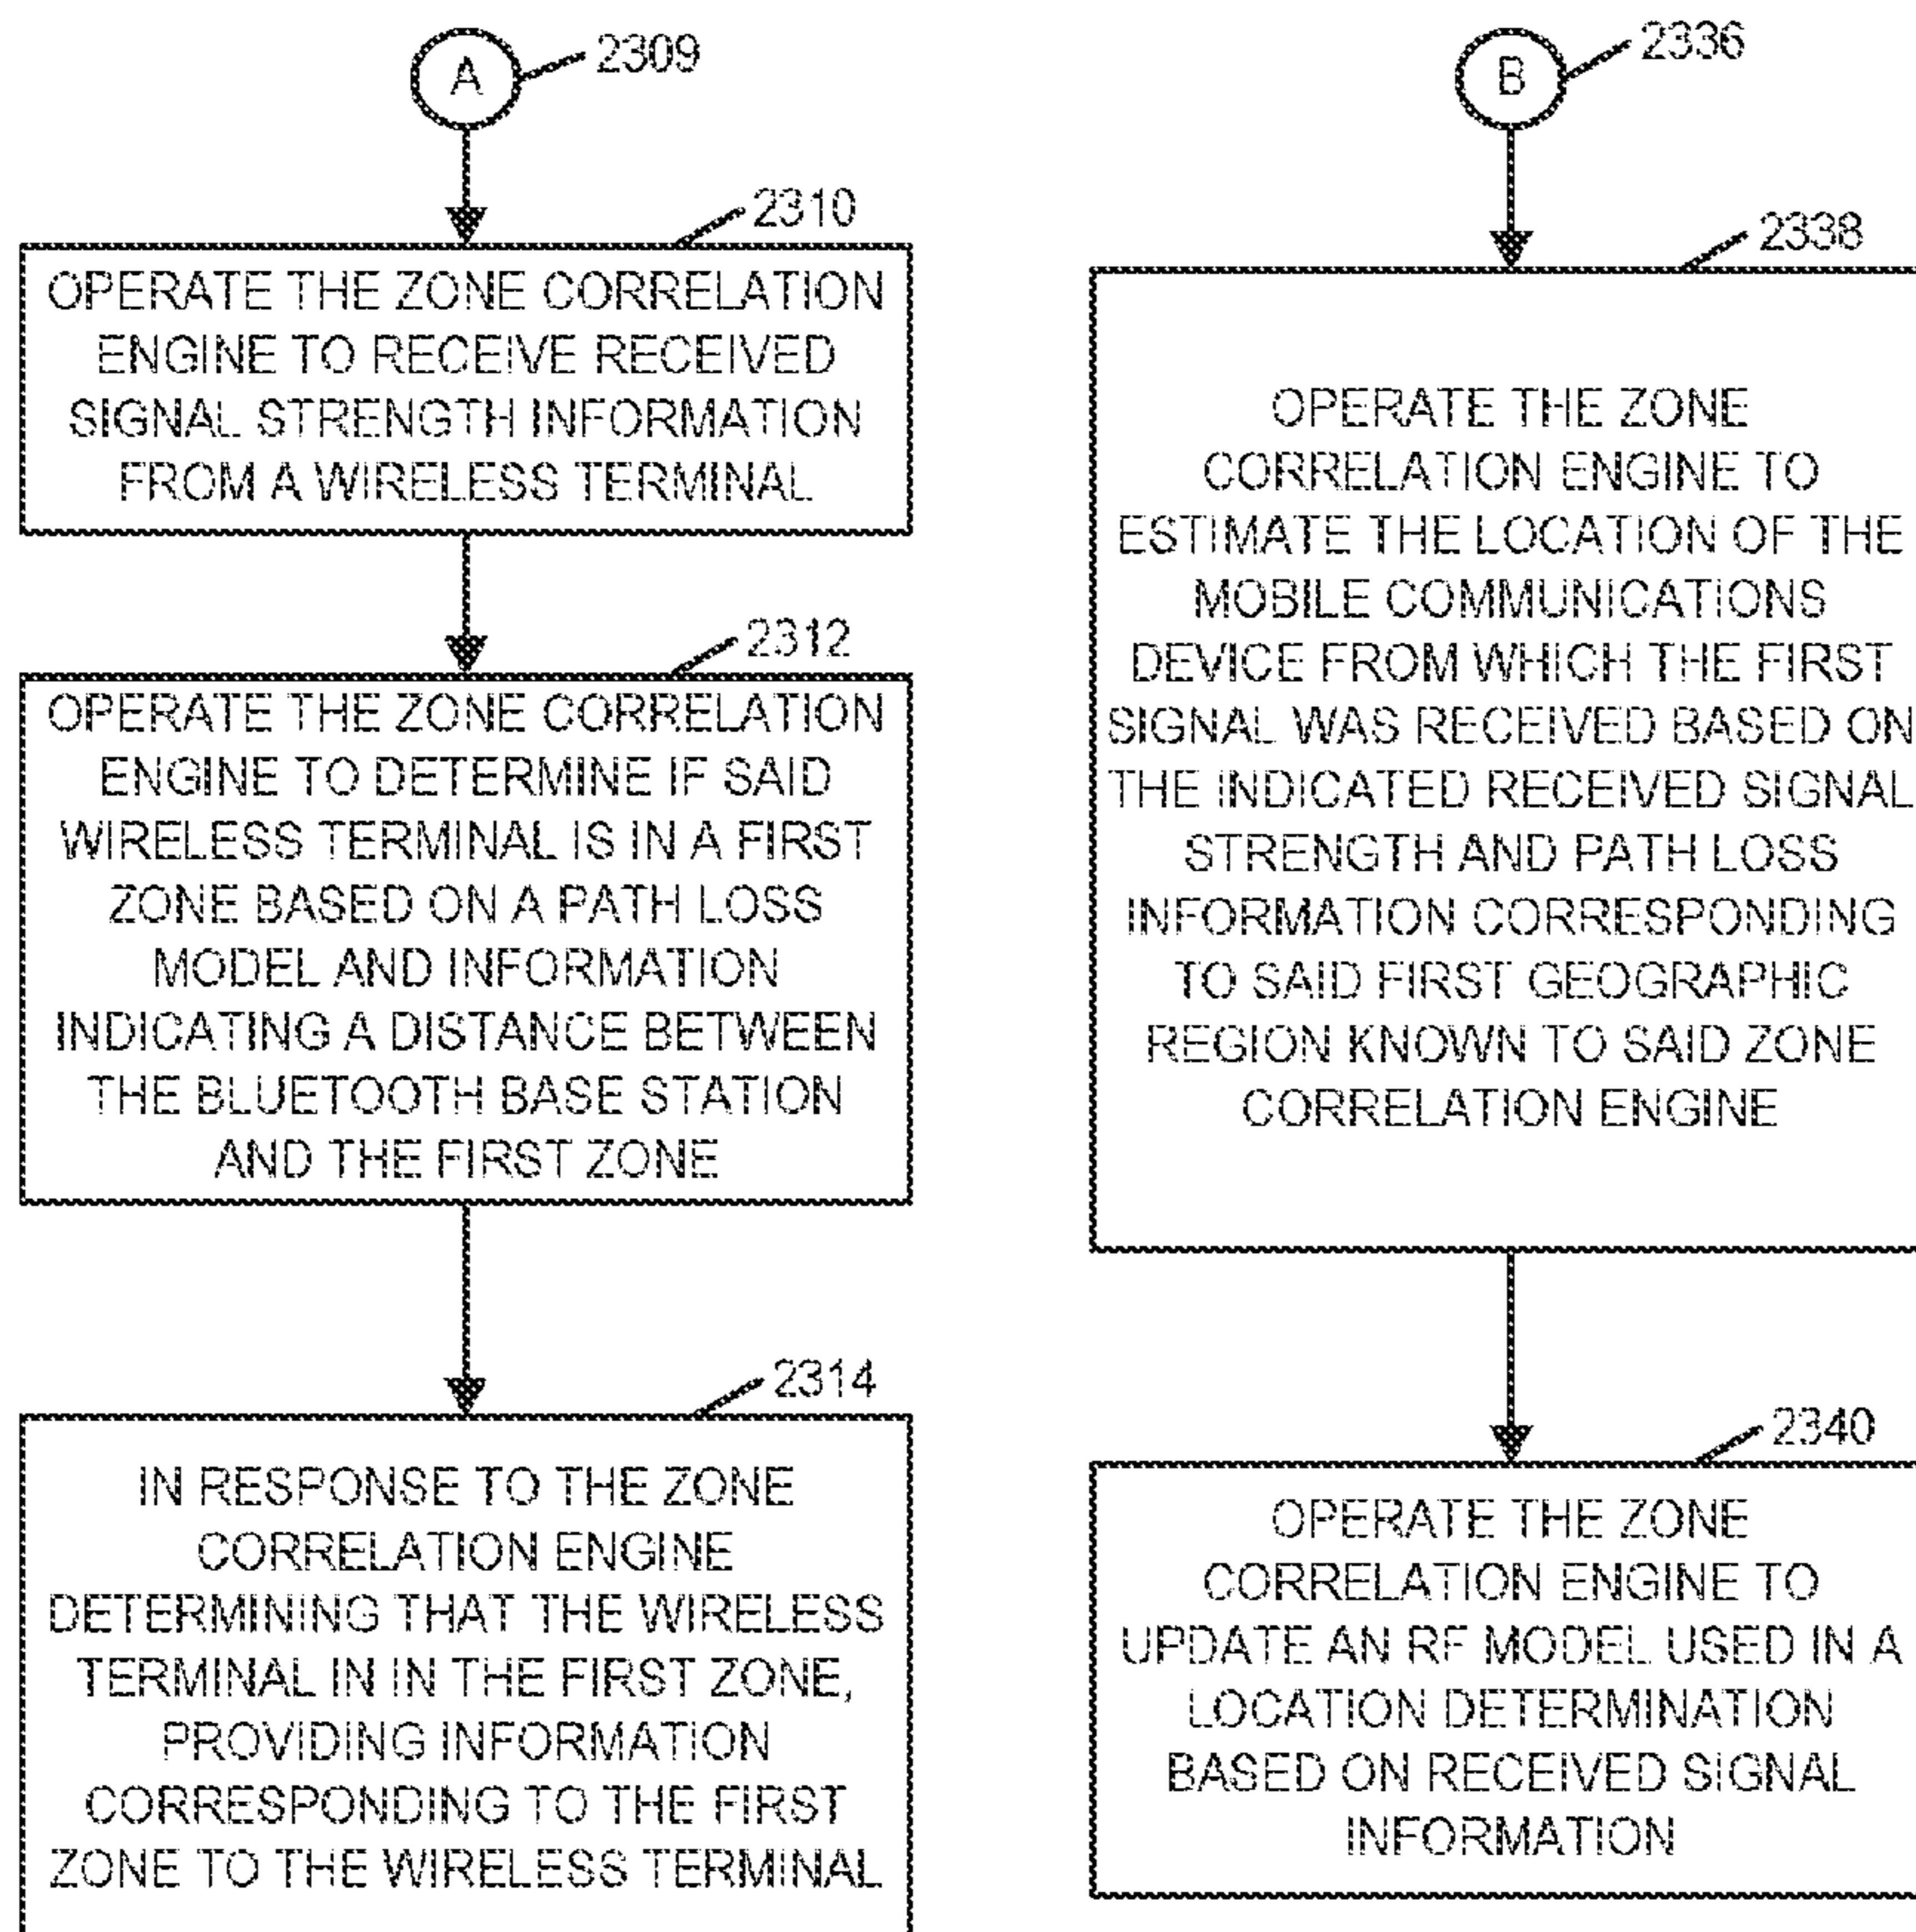 A
2309
2310
OPERATE THE ZONE CORRELATION
ENGINE TO RECEIVE RECEIVED
SIGNAL STRENGTH INFORMATION
FROM A WIRELESS TERMINAL
2312
OPERATE THE ZONE CORRELATION
ENGINE TO DETERMINE IF SAID
WIRELESS TERMINAL IS IN A FIRST
ZONE BASED ON A PATH LOSS
MODEL AND INFORMATION
INDICATING A DISTANCE BETWEEN
THE BLUETOOTH BASE STATION
AND THE FIRST ZONE
2314
IN RESPONSE TO THE ZONE
CORRELATION ENGINE
DETERMINING THAT THE WIRELESS
TERMINAL IN IN THE FIRST ZONE,
PROVIDING INFORMATION
CORRESPONDING TO THE FIRST
ZONE TO THE WIRELESS TERMINAL
B
2336
2338
OPERATE THE ZONE
CORRELATION ENGINE TO
ESTIMATE THE LOCATION OF THE
MOBILE COMMUNICATIONS
DEVICE FROM WHICH THE FIRST
SIGNAL WAS RECEIVED BASED ON
THE INDICATED RECEIVED SIGNAL
STRENGTH AND PATH LOSS
INFORMATION CORRESPONDING
TO SAID FIRST GEOGRAPHIC
REGION KNOWN TO SAID ZONE
CORRELATION ENGINE
2340
OPERATE THE ZONE
CORRELATION ENGINE TO
UPDATE AN RF MODEL USED IN A
LOCATION DETERMINATION
BASED ON RECEIVED SIGNAL
INFORMATION